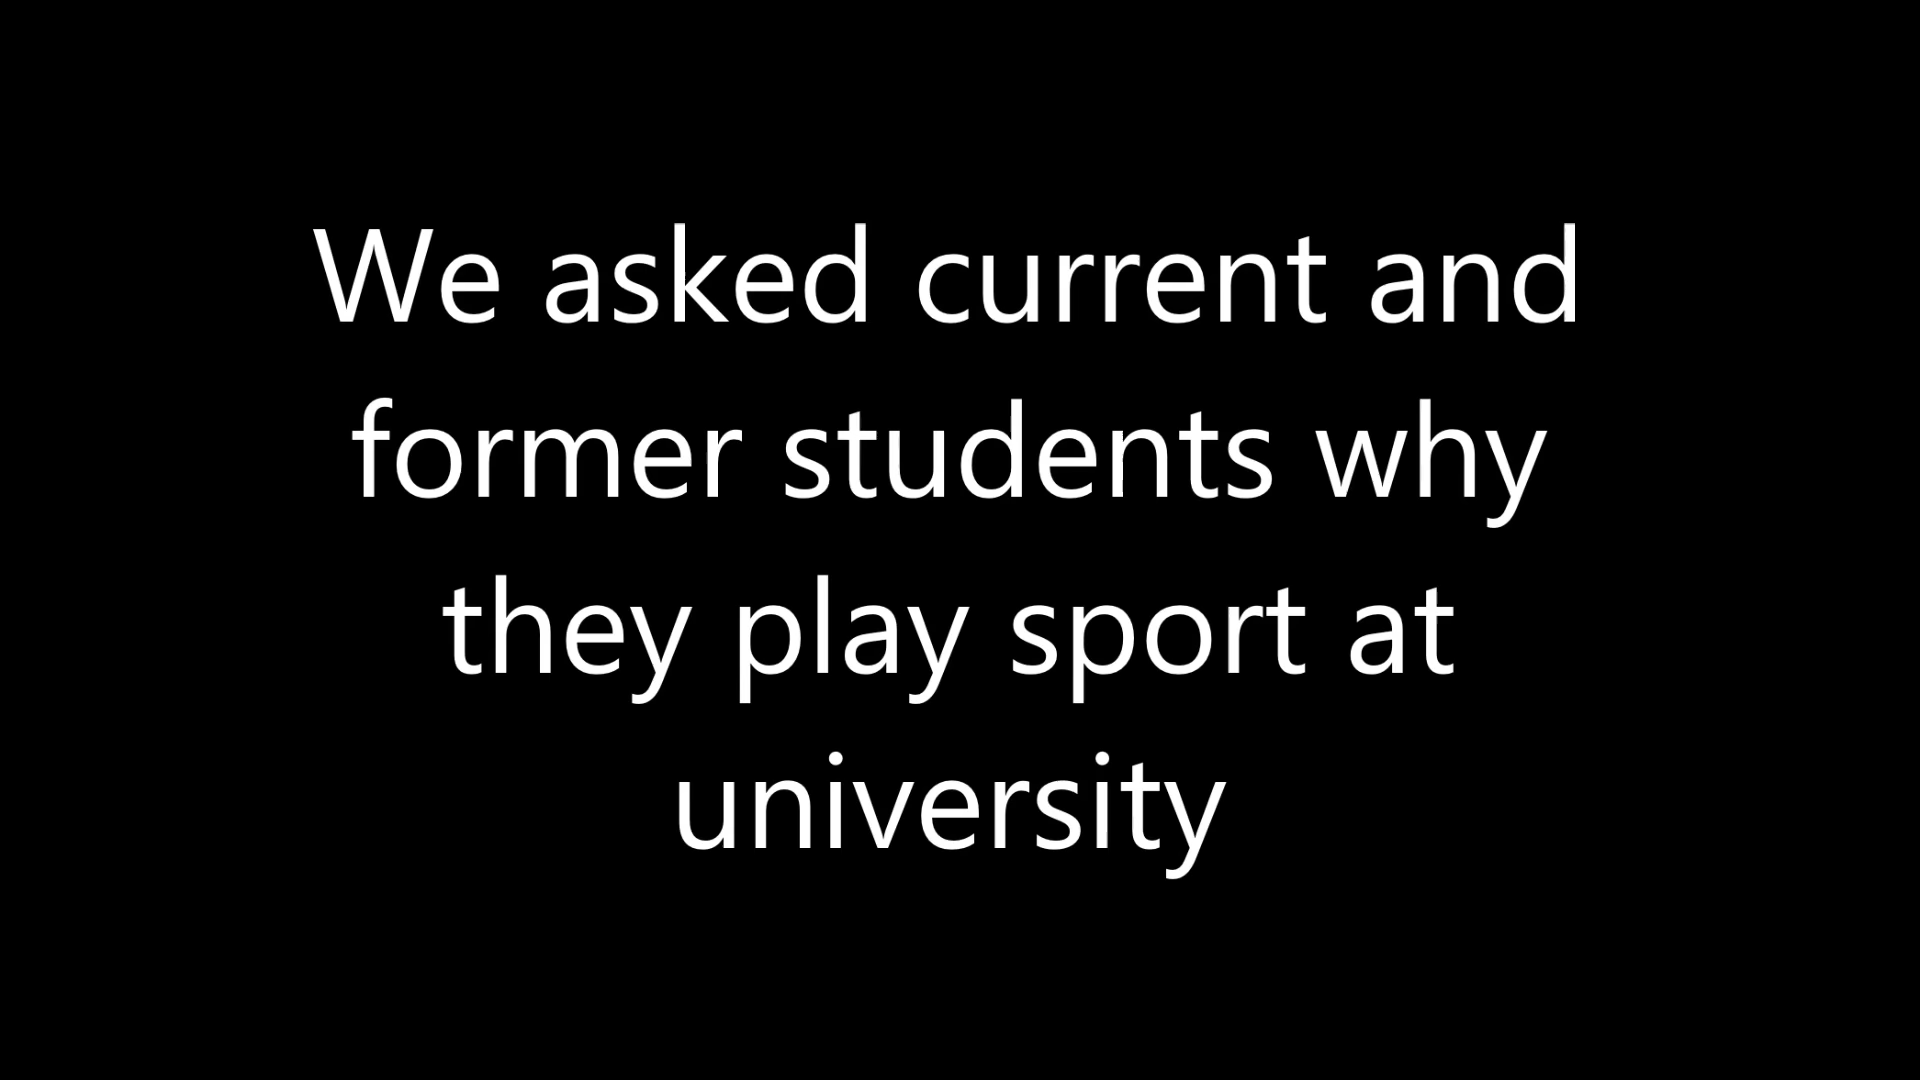 We asked current and
former students why
they play sport at
university